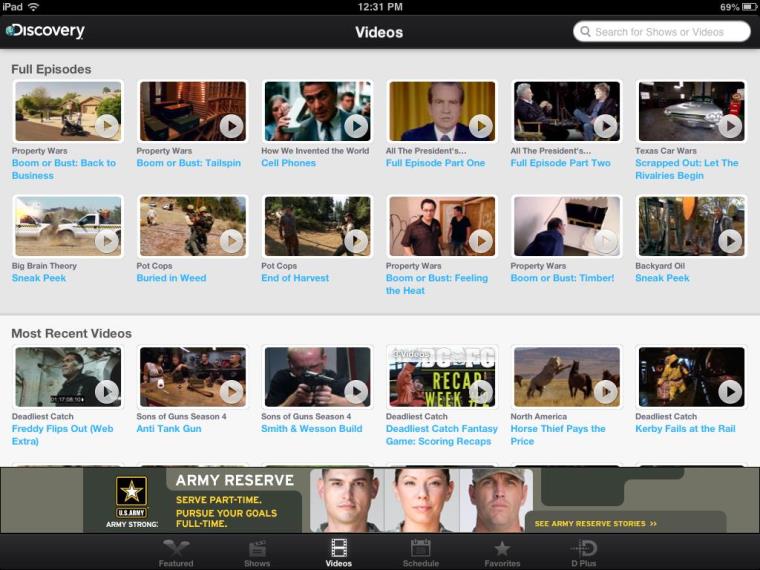 iPad
12:31 PM
69%
Discovery
Videos
Search for Shows or Videos
Full Episodes
Property Wars
Boom or Bust: Back to
Business
Property Wars
Boom or Bust: Tailspin
How We Invented the World
Cell Phones
All The President's...
Full Episode Part One
All The President's...
Full Episode Part Two
Texas Car Wars
Scrapped Out: Let The
Rivalries Begin
Big Brain Theory
Sneak Peek
Pot Cops
Buried in Weed
Pot Cops
End of Harvest
Property Wars
Boom or Bust: Feeling
the Heat
Property Wars
Boom or Bust: Timber!
Backyard Oil
Sneak Peek
Most Recent Videos
01:17:08:10
3 Videos
RECAP
WEEK
Deadliest Catch
Freddy Flips Out (Web
Extra)
Sons of Guns Season 4
Anti Tank Gun
Sons of Guns Season 4
Smith & Wesson Build
Deadliest Catch
Deadliest Catch Fantasy
Game: Scoring Recaps
North America
Horse Thief Pays the
Price
Deadliest Catch
Kerby Fails at the Rail
U.S.ARMY
ARMY STRONG.
ARMY RESERVE
SERVE PART-TIME.
PURSUE YOUR GOALS
FULL-TIME.
SEE ARMY RESERVE STORIES >>
Featured
Shows
Videos
Schedule
Favorites
D Plus